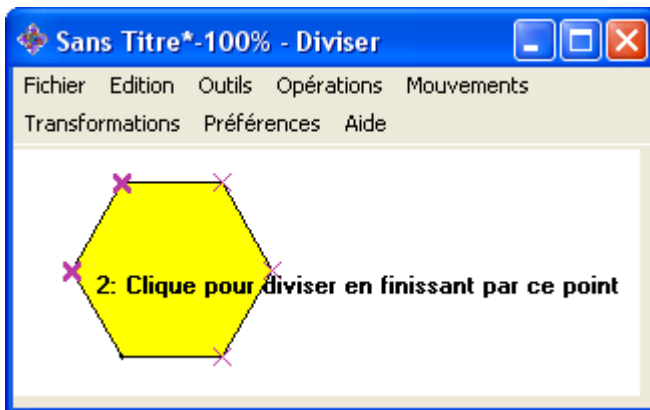 Sans Titre*-100% - Diviser
Fichier Edition Outils Opérations Mouvements
Transformations Préférences Aide
2: Clique pour diviser en finissant par ce point